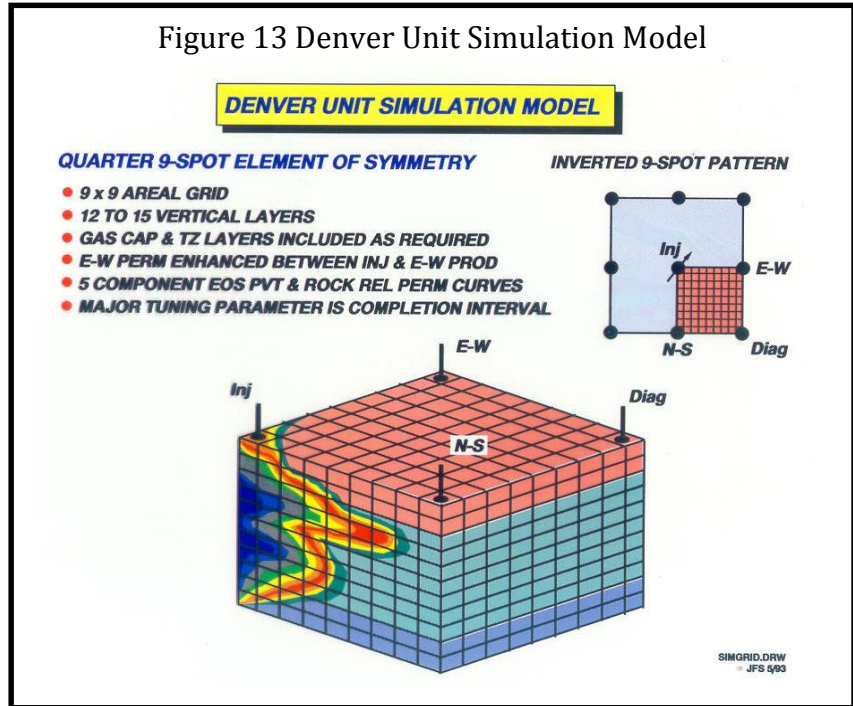 Figure 13 Denver Unit Simulation Model
DENVER UNIT SIMULATION MODEL
QUARTER 9-SPOT ELEMENT OF SYMMETRY
9 x 9 AREAL GRID
12 TO 15 VERTICAL LAYERS
GAS CAP & TZ LAYERS INCLUDED AS REQUIRED
E-W PERM ENHANCED BETWEEN INJ & E-W PROD
5 COMPONENT EOS PVT & ROCK REL PERM CURVES
MAJOR TUNING PARAMETER IS COMPLETION INTERVAL
INVERTED 9-SPOT PATTERN
Inj
E-W
N-S
Diag
E-W
Inj
Diag
N-S
SIMGRID.DRW
JFS 5/93